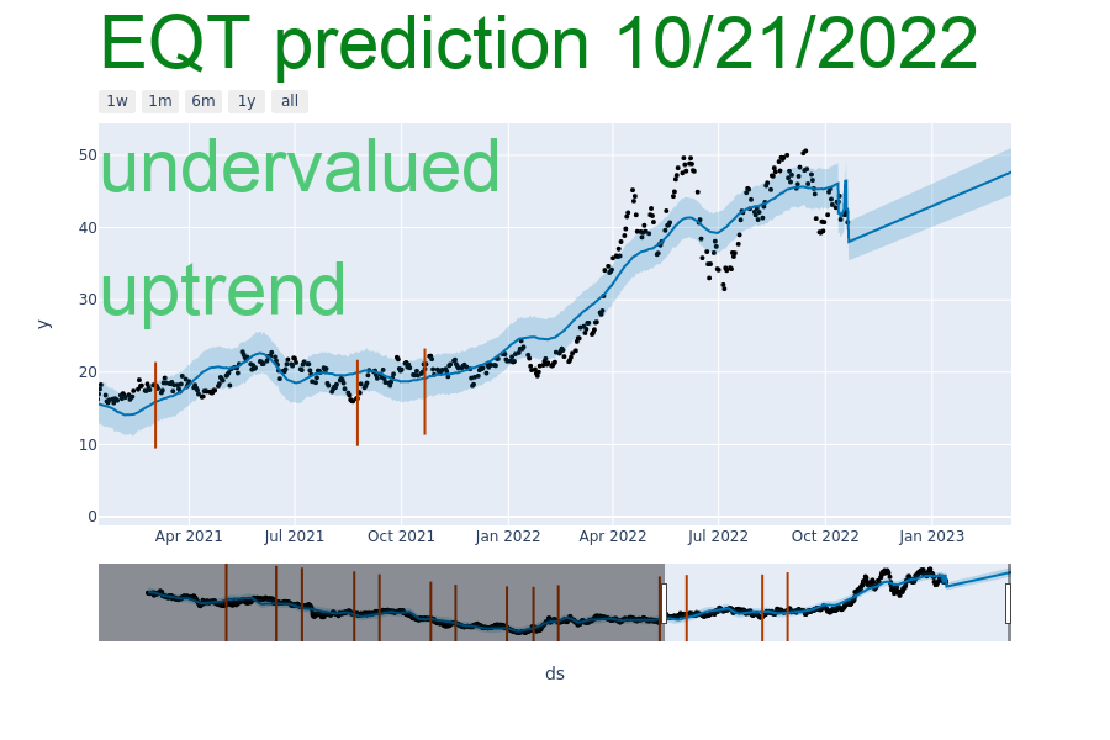 EQT prediction 10/21/2022
1w 1m 6m 1y all
undervalued
uptrend
50
40
30
20
10
0
y
Apr 2021 Jul 2021 Oct 2021 Jan 2022 Apr 2022 Jul 2022 Oct 2022 Jan 2023
ds